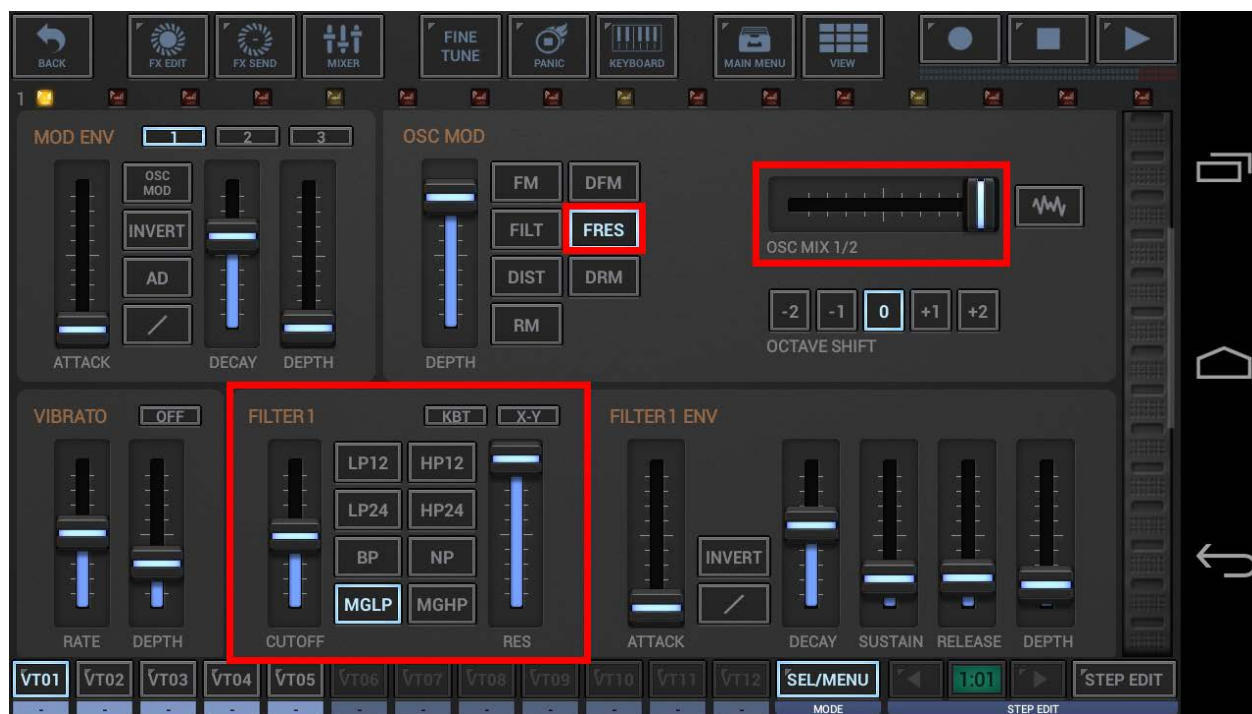 BACK FX EDIT FX SEND MIXER FINE TUNE PANIC KEYBOARD MAIN MENU VIEW
1
MOD ENV 1 2 3 OSC MOD
OSC MOD FM DFM
INVERT FILT FRES
OSC MIX 1/2
AD DIST DRM
-2 -1 0 +1 +2
RM
OCTAVE SHIFT
ATTACK DECAY DEPTH DEPTH
VIBRATO OFF FILTER1 KBT X-Y FILTER1 ENV
LP12 HP12
LP24 HP24
BP NP INVERT
MGLP MGHP
RATE DEPTH CUTOFF RES ATTACK DECAY SUSTAIN RELEASE DEPTH
VT01 VT02 VT03 VT04 VT05 VT06 VT07 VT08 VT09 VT10 VT11 VT12 SEL/MENU 1:01 STEP EDIT
- - - - - - - - - - - - MODE STEP EDIT